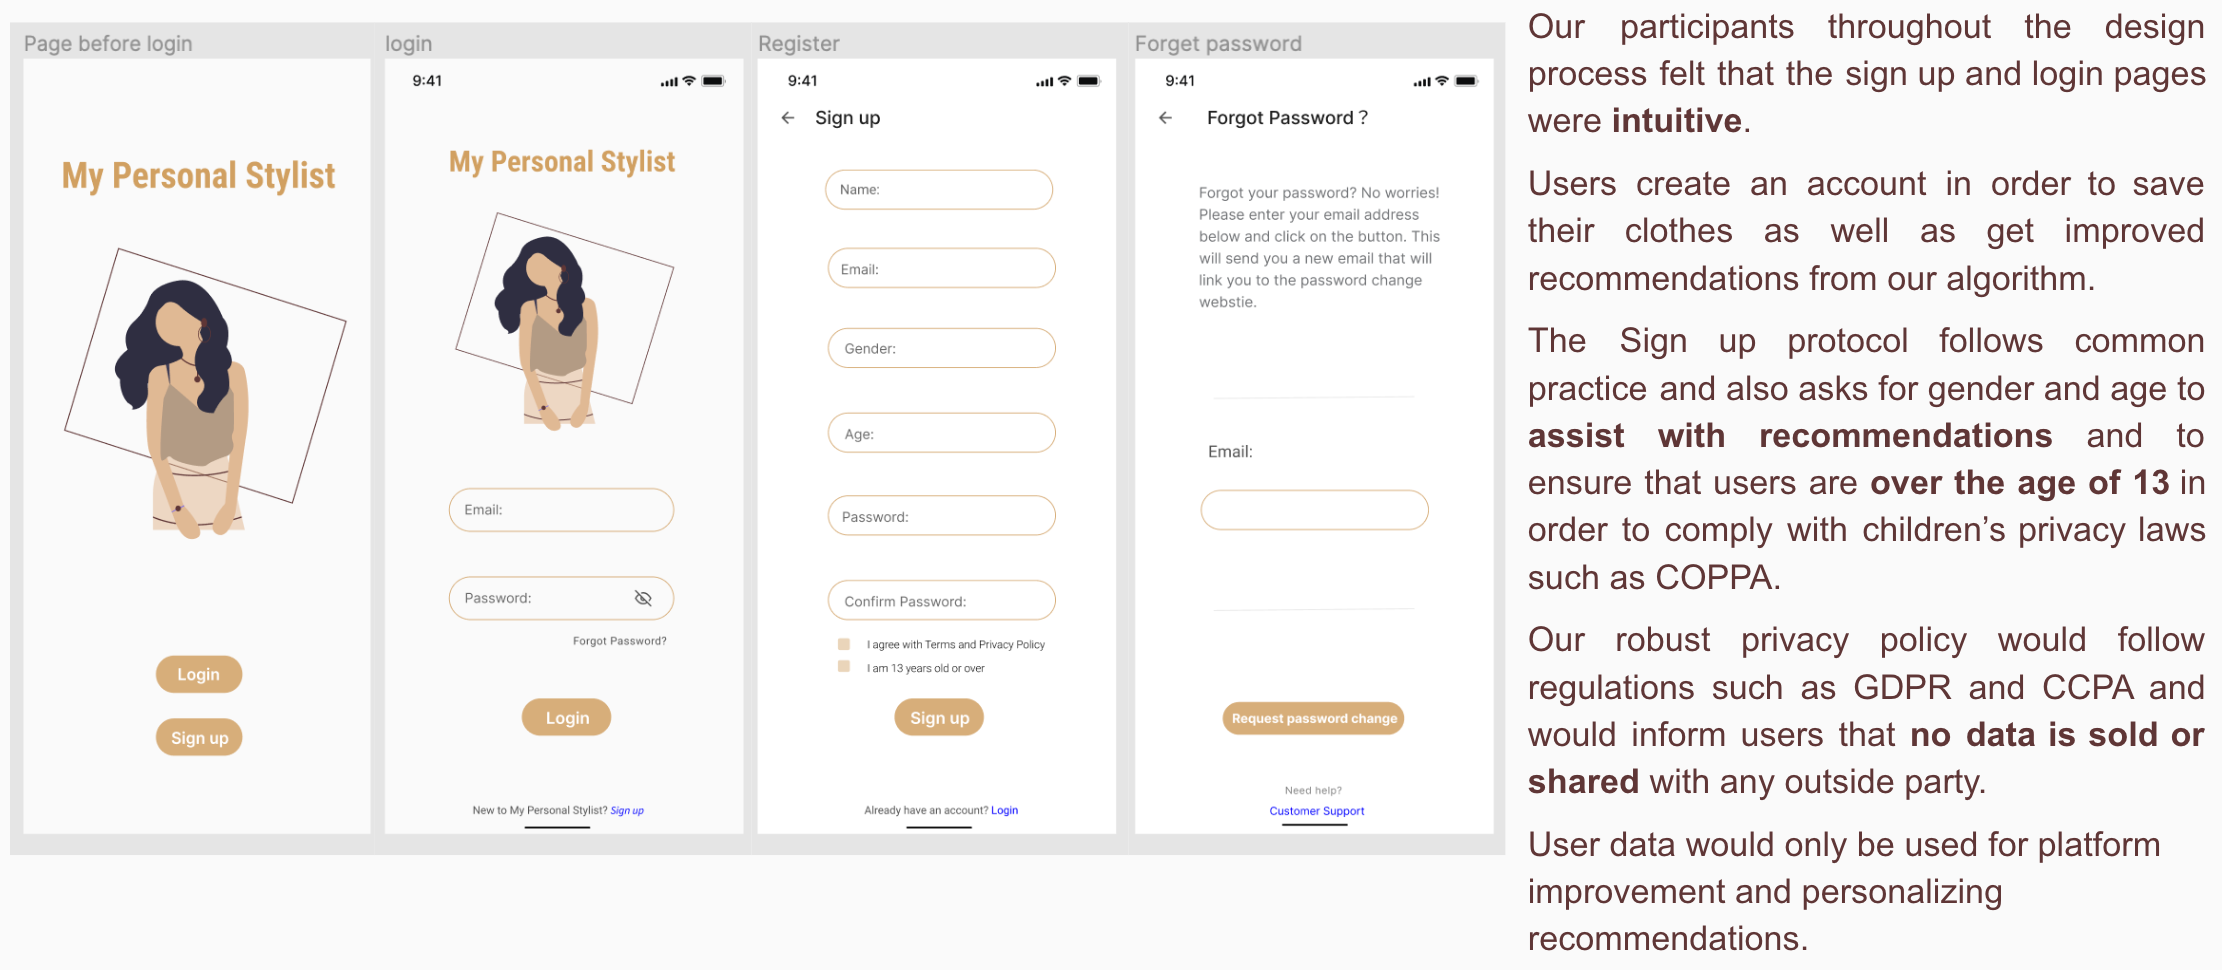 Page before login
My Personal Stylist
Login
Sign up
login
9:41
My Personal Stylist
Email:
Password:
Forgot Password?
Login
New to My Personal Stylist? Sign up
Register
9:41
Sign up
Name:
Email:
Gender:
Age:
Password:
Confirm Password:
I agree with Terms and Privacy Policy
I am 13 years old or over
Sign up
Already have an account? Login
Forget password
9:41
Forgot Password ?
Forgot your password? No worries!
Please enter your email address
below and click on the button. This
will send you a new email that will
link you to the password change
webstie.
Email:
Request password change
Need help?
Customer Support
Our participants throughout the design
process felt that the sign up and login pages
were intuitive.
Users create an account in order to save
their clothes as well as get improved
recommendations from our algorithm.
The Sign up protocol follows common
practice and also asks for gender and age to
assist with recommendations and to
ensure that users are over the age of 13 in
order to comply with children’s privacy laws
such as COPPA.
Our robust privacy policy would follow
regulations such as GDPR and CCPA and
would inform users that no data is sold or
shared with any outside party.
User data would only be used for platform
improvement and personalizing
recommendations.